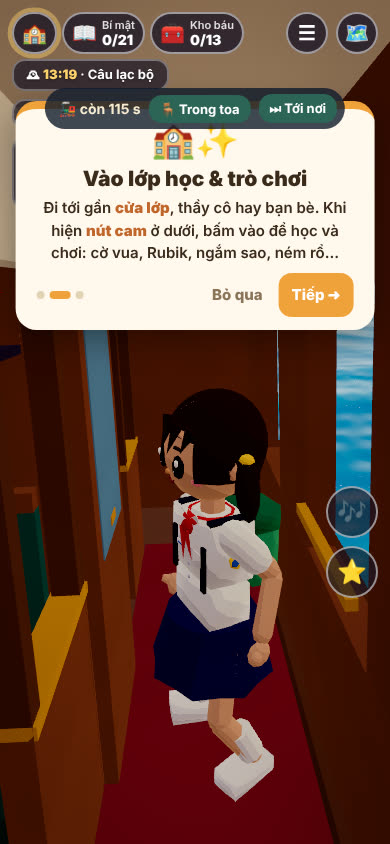 Bí mật
0/21
Kho báu
0/13
13:19 · Câu lạc bộ
còn 115 s
Trong toa
Tới nơi
Vào lớp học & trò chơi
Đi tới gần cửa lớp, thầy cô hay bạn bè. Khi
hiện nút cam ở dưới, bấm vào để học và
chơi: cờ vua, Rubik, ngắm sao, ném rổ...
Bỏ qua
Tiếp ➜